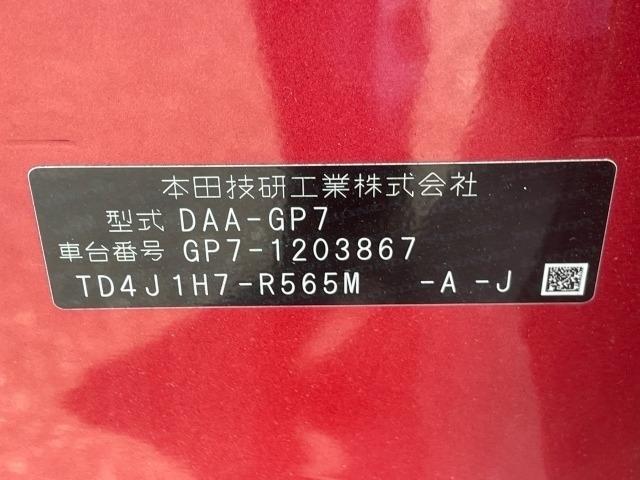 本田技研工業株式会社
型式 DAA-GP7
車台番号 GP7-1203867
TD4J1H7-R565M -A -J